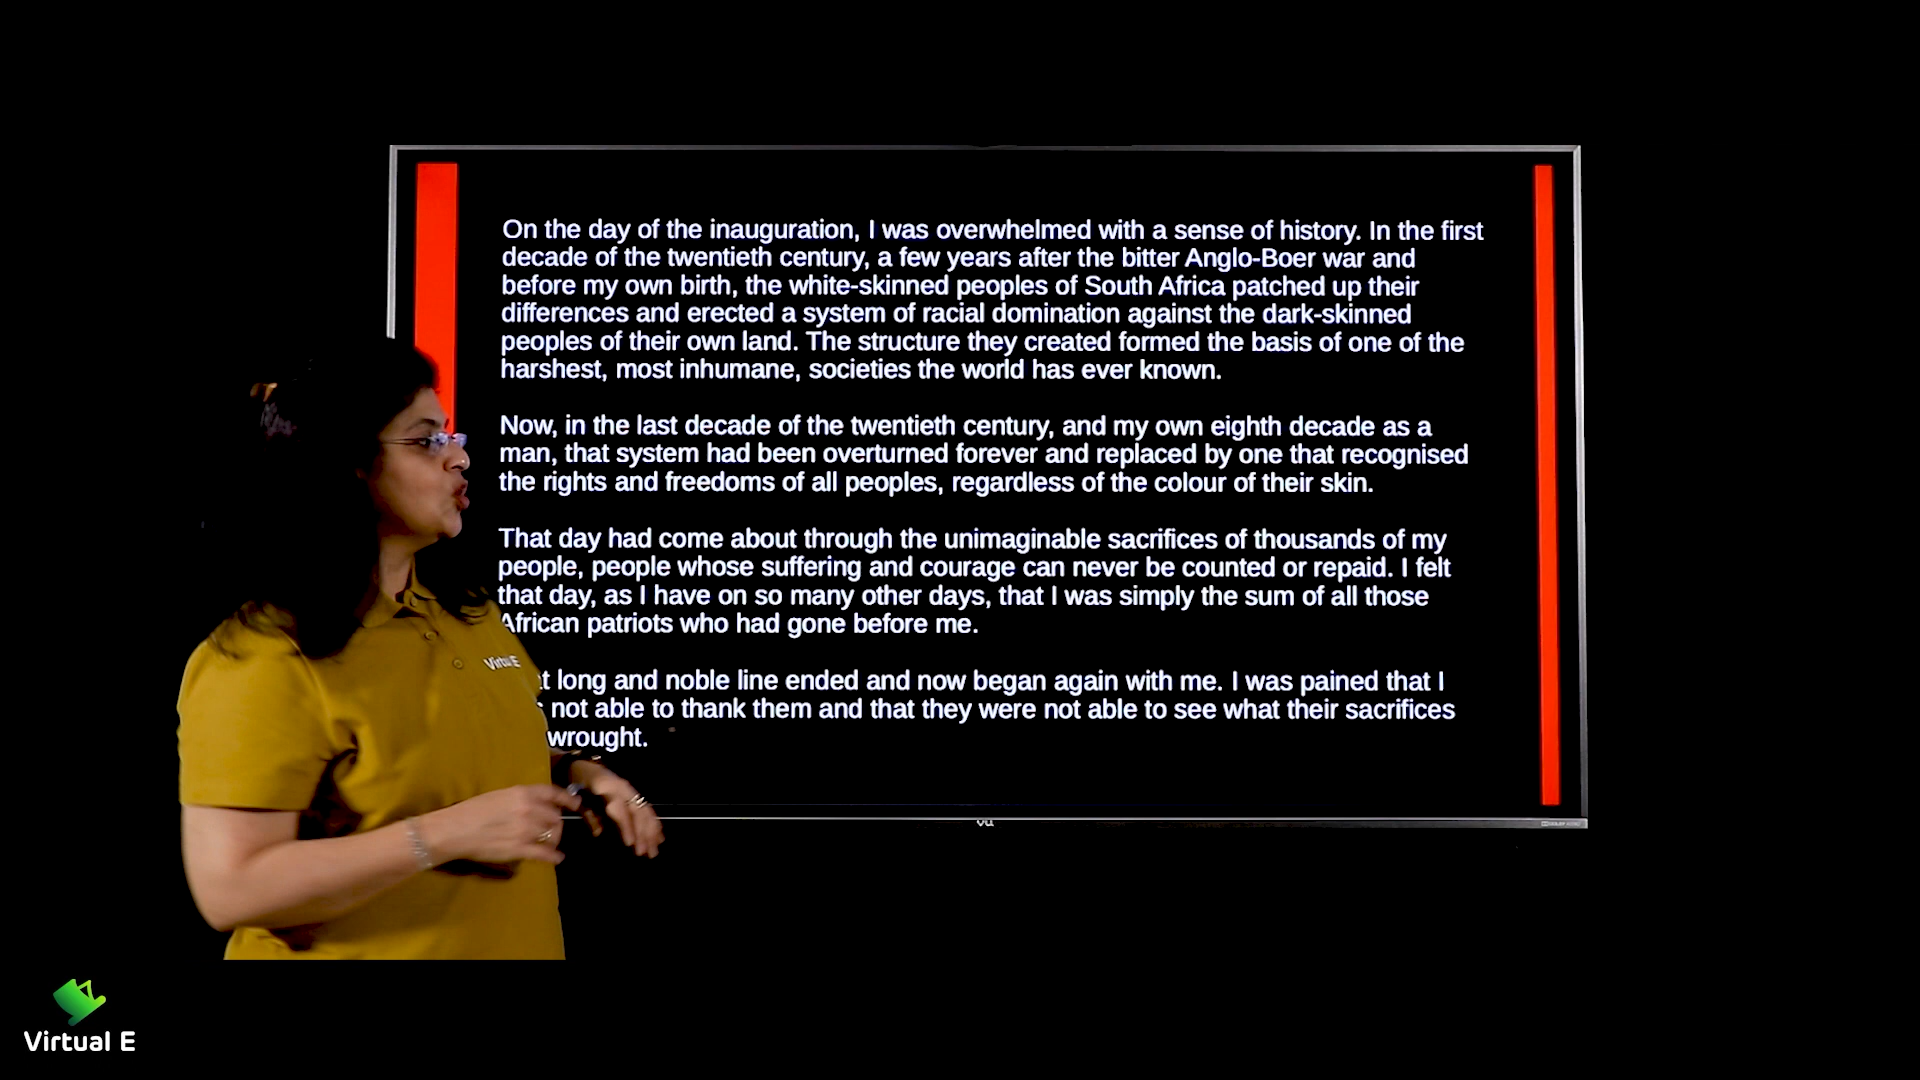 On the day of the inauguration, I was overwhelmed with a sense of history. In the first
decade of the twentieth century, a few years after the bitter Anglo-Boer war and
before my own birth, the white-skinned peoples of South Africa patched up their
differences and erected a system of racial domination against the dark-skinned
peoples of their own land. The structure they created formed the basis of one of the
harshest, most inhumane, societies the world has ever known.
Now, in the last decade of the twentieth century, and my own eighth decade as a
man, that system had been overturned forever and replaced by one that recognised
the rights and freedoms of all peoples, regardless of the colour of their skin.
That day had come about through the unimaginable sacrifices of thousands of my
people, people whose suffering and courage can never be counted or repaid. I felt
that day, as I have on so many other days, that I was simply the sum of all those
African patriots who had gone before me.
long and noble line ended and now began again with me. I was pained that I
not able to thank them and that they were not able to see what their sacrifices
wrought.
Virtual E
vu
Virtual E